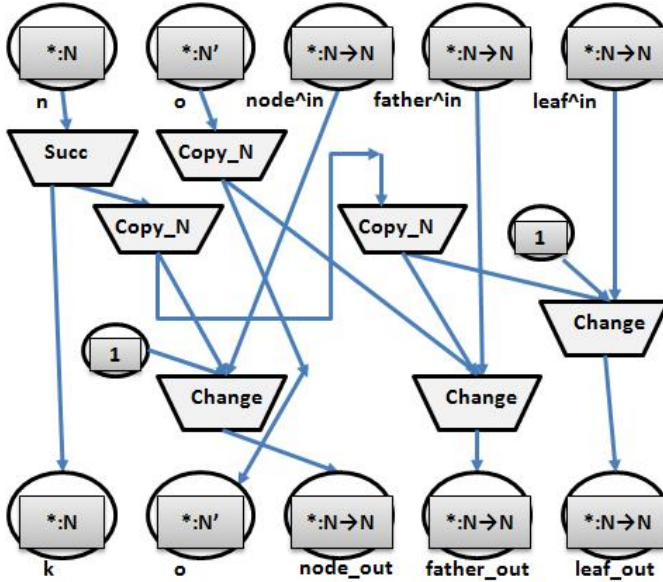 *:N *:N' *:N→N *:N→N *:N→N
n o node^in father^in leaf^in
Succ Copy_N
Copy_N Copy_N
1
Change
1
Change Change
*:N *:N' *:N→N *:N→N *:N→N
k o node_out father_out leaf_out